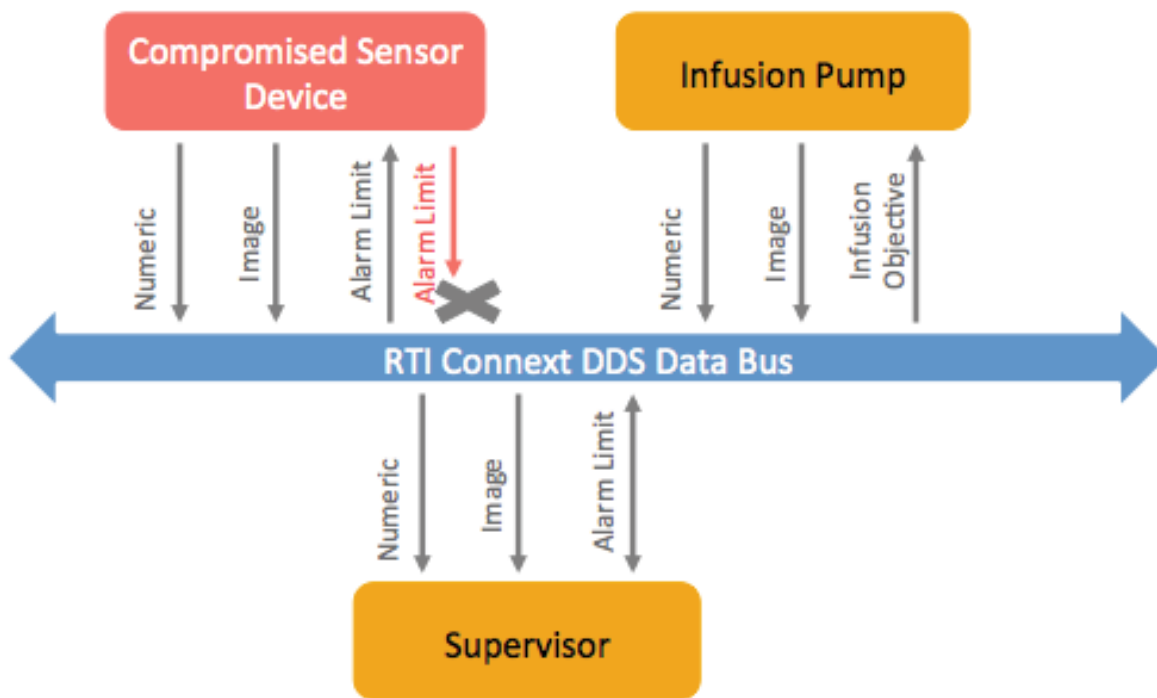 Compromised Sensor
Device
Infusion Pump
Numeric
Image
Alarm Limit
Alarm Limit
Numeric
Image
Infusion
Objective
RTI Connext DDS Data Bus
Numeric
Image
Alarm Limit
Supervisor